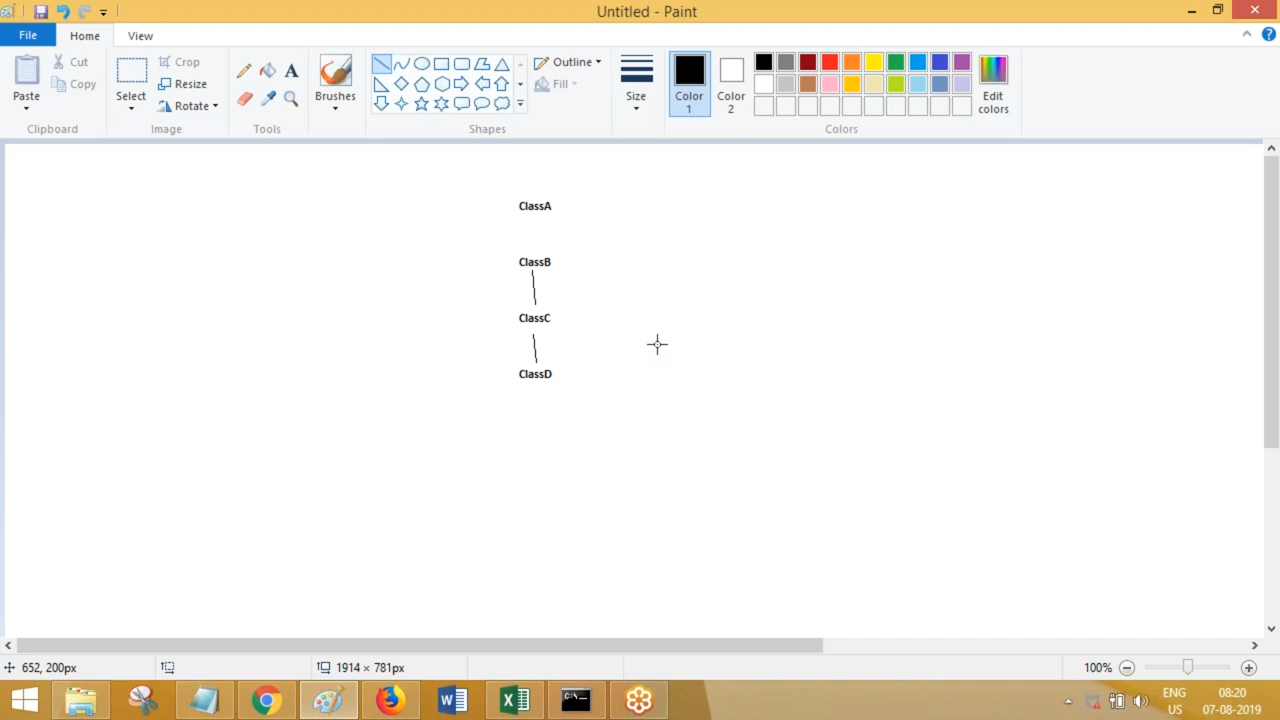 Untitled - Paint
File
Home
View
Paste
Cut
Copy
Clipboard
Select
Crop
Resize
Rotate
Image
A
Tools
Brushes
Outline
Fill
Shapes
Size
Color 1
Color 2
Edit colors
Colors
ClassA
ClassB
ClassC
ClassD
652, 200px
1914 × 781px
100%
ENG
US
08:20
07-08-2019